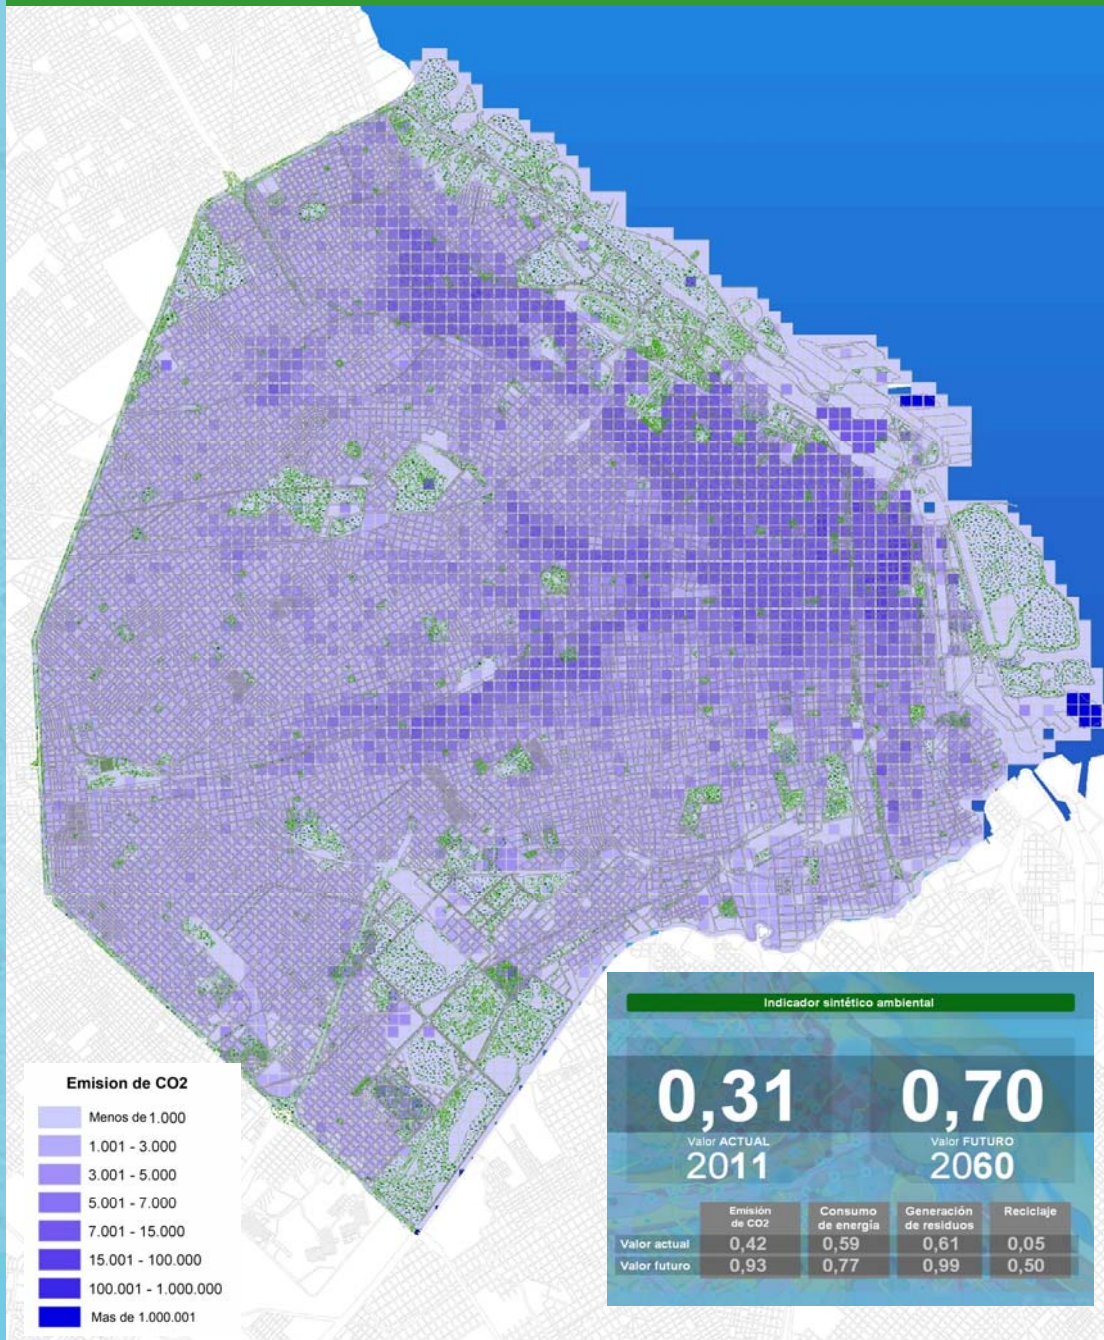 Emision de CO2
Menos de 1.000
1.001 - 3.000
3.001 - 5.000
5.001 - 7.000
7.001 - 15.000
15.001 - 100.000
100.001 - 1.000.000
Mas de 1.000.001
Indicador sintético ambiental
0,31 0,70
Valor ACTUAL Valor FUTURO
2011 2060
Emisión Consumo Generación Reciclaje
de CO2 de energía de residuos
Valor actual 0,42 0,59 0,61 0,05
Valor futuro 0,93 0,77 0,99 0,50